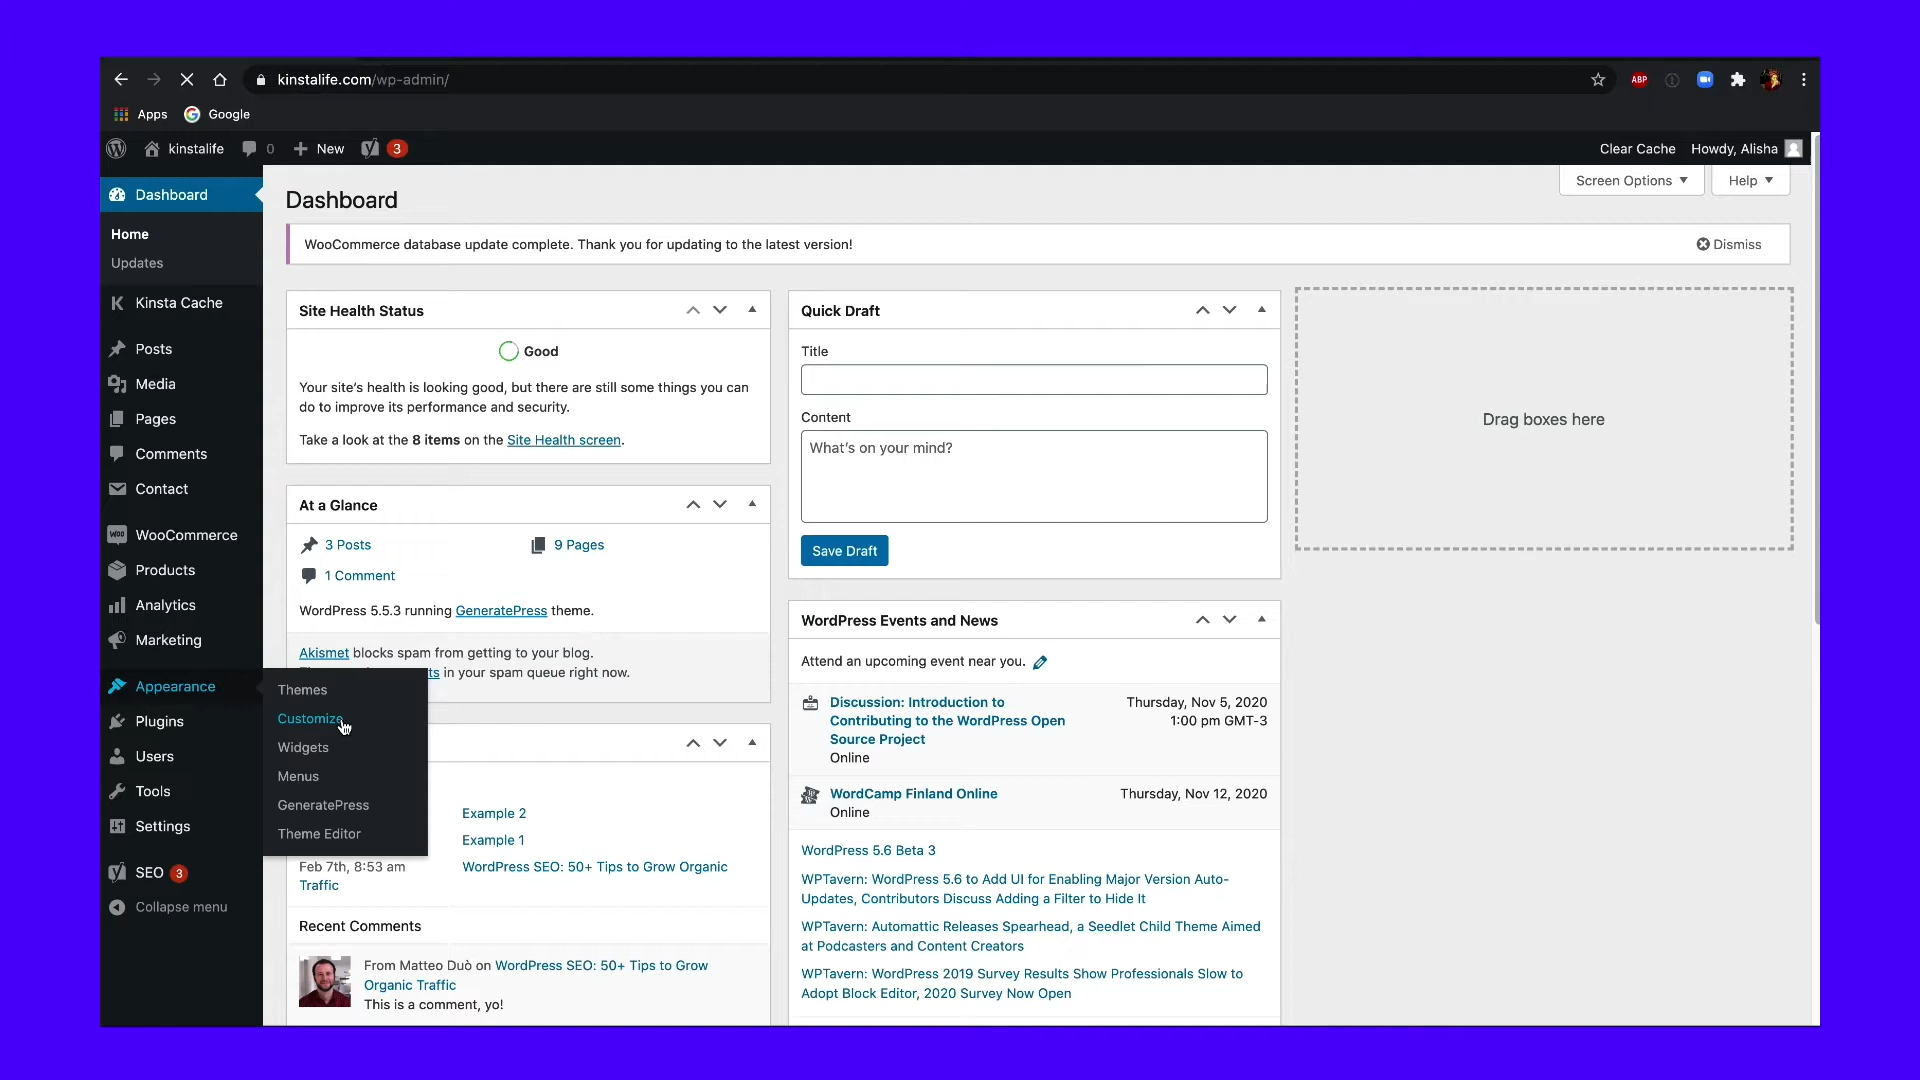 kinstalife.com/wp-admin/
ABP
Apps
Google
kinstalife
0
New
3
Clear Cache
Howdy, Alisha
Dashboard
Home
Updates
Kinsta Cache
Posts
Media
Pages
Comments
Contact
WooCommerce
Products
Analytics
Marketing
Appearance
Plugins
Users
Tools
Settings
SEO 3
Collapse menu
Themes
Customize
Widgets
Menus
GeneratePress
Theme Editor
Screen Options
Help
Dashboard
WooCommerce database update complete. Thank you for updating to the latest version!
Dismiss
Site Health Status
Good
Your site's health is looking good, but there are still some things you can
do to improve its performance and security.
Take a look at the 8 items on the Site Health screen.
At a Glance
3 Posts
9 Pages
1 Comment
WordPress 5.5.3 running GeneratePress theme.
Akismet blocks spam from getting to your blog.
in your spam queue right now.
Example 2
Example 1
Feb 7th, 8:53 am
WordPress SEO: 50+ Tips to Grow Organic
Traffic
Recent Comments
From Matteo Duò on WordPress SEO: 50+ Tips to Grow
Organic Traffic
This is a comment, yo!
Quick Draft
Title
Content
What's on your mind?
Save Draft
WordPress Events and News
Attend an upcoming event near you.
Discussion: Introduction to
Contributing to the WordPress Open
Source Project
Online
Thursday, Nov 5, 2020
1:00 pm GMT-3
WordCamp Finland Online
Online
Thursday, Nov 12, 2020
WordPress 5.6 Beta 3
WPTavern: WordPress 5.6 to Add UI for Enabling Major Version Auto-
Updates, Contributors Discuss Adding a Filter to Hide It
WPTavern: Automattic Releases Spearhead, a Seedlet Child Theme Aimed
at Podcasters and Content Creators
WPTavern: WordPress 2019 Survey Results Show Professionals Slow to
Adopt Block Editor, 2020 Survey Now Open
Drag boxes here